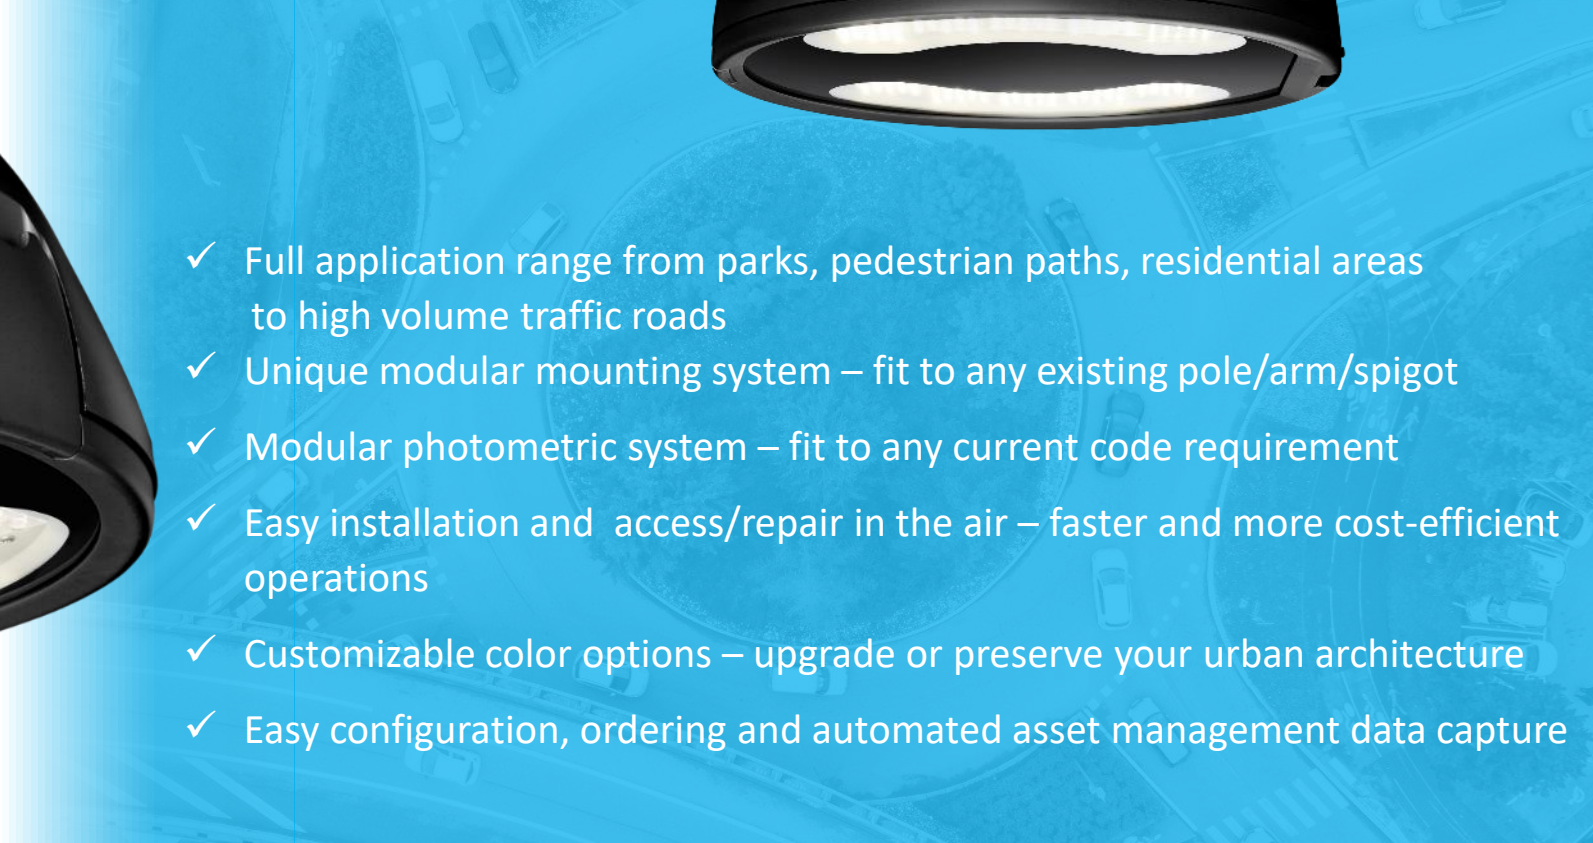 ✓ Full application range from parks, pedestrian paths, residential areas
to high volume traffic roads
✓ Unique modular mounting system – fit to any existing pole/arm/spigot
✓ Modular photometric system – fit to any current code requirement
✓ Easy installation and  access/repair in the air – faster and more cost-efficient
operations
✓ Customizable color options – upgrade or preserve your urban architecture
✓ Easy configuration, ordering and automated asset management data capture